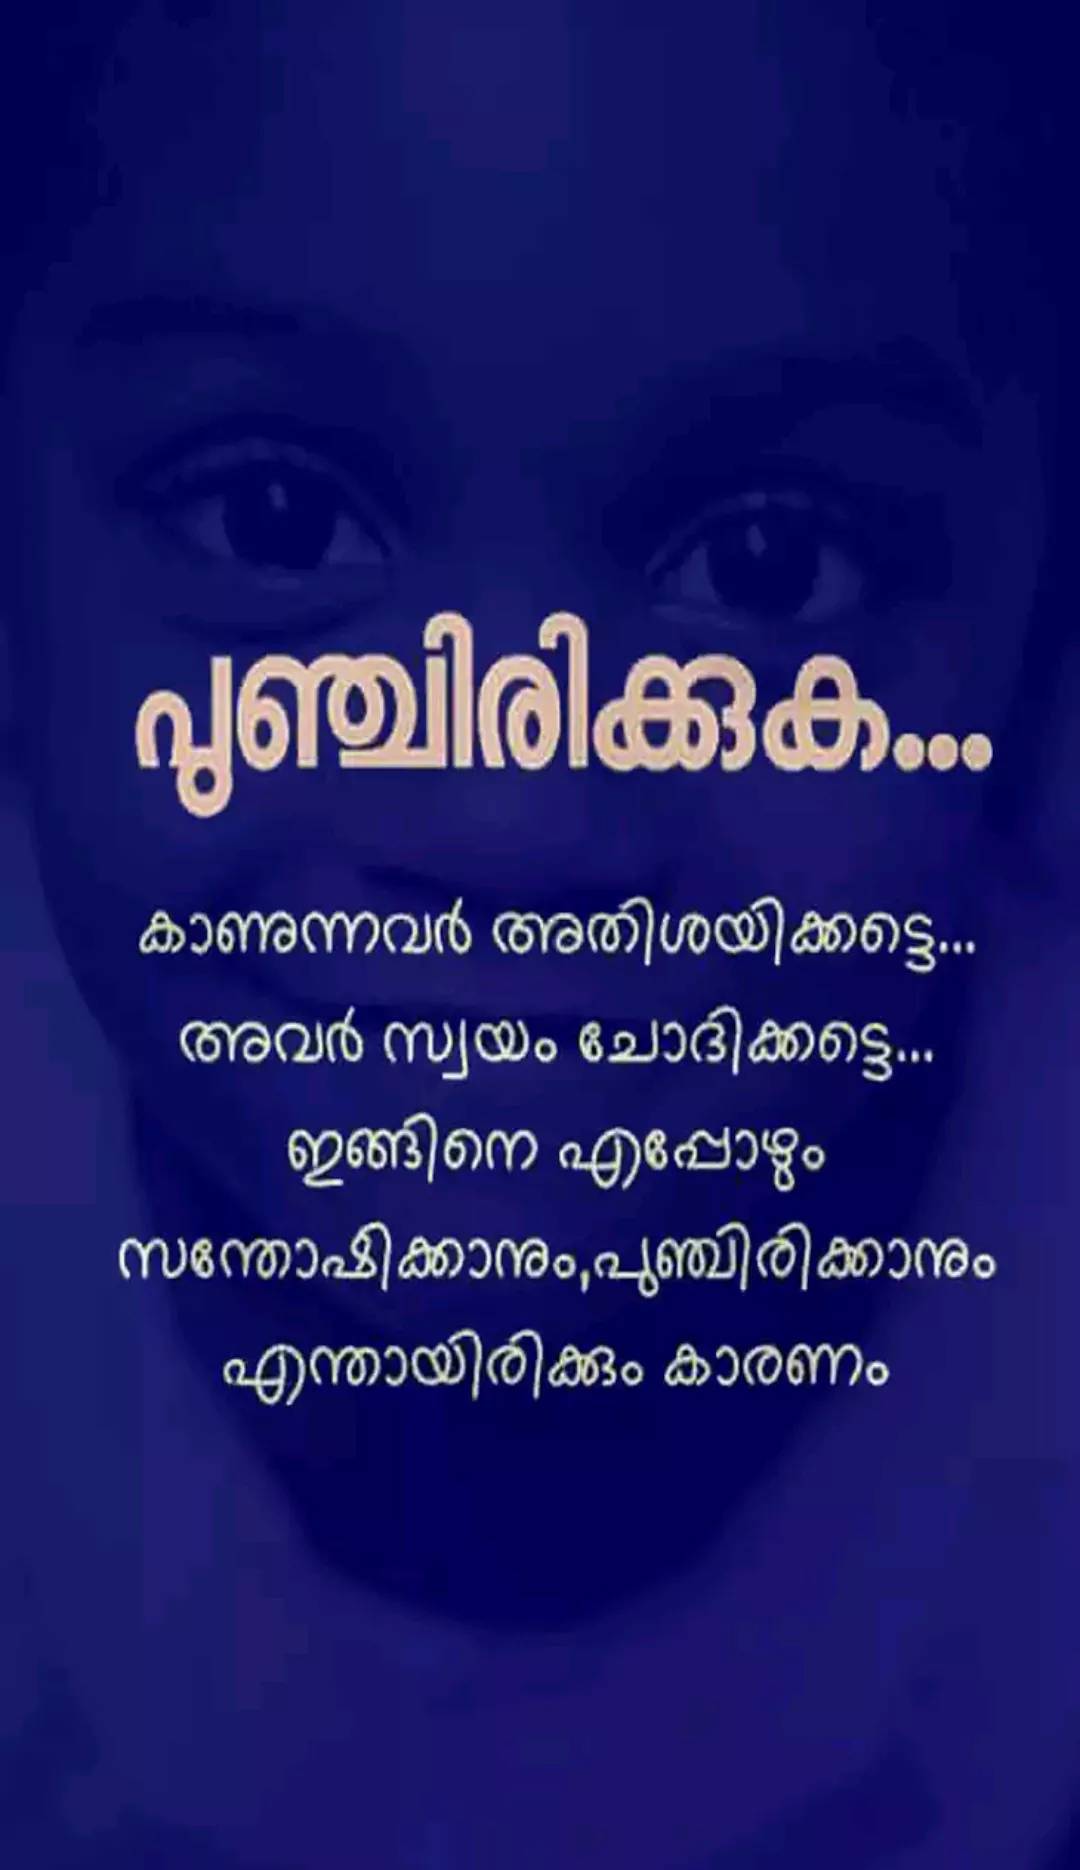 പുഞ്ചിരിക്കുക...
കാണുന്നവർ അതിശയിക്കട്ടെ...
അവർ സ്വയം ചോദിക്കട്ടെ...
ഇങ്ങിനെ എപ്പോഴും
സന്തോഷിക്കാനും,പുഞ്ചിരിക്കാനും
എന്തായിരിക്കും കാരണം